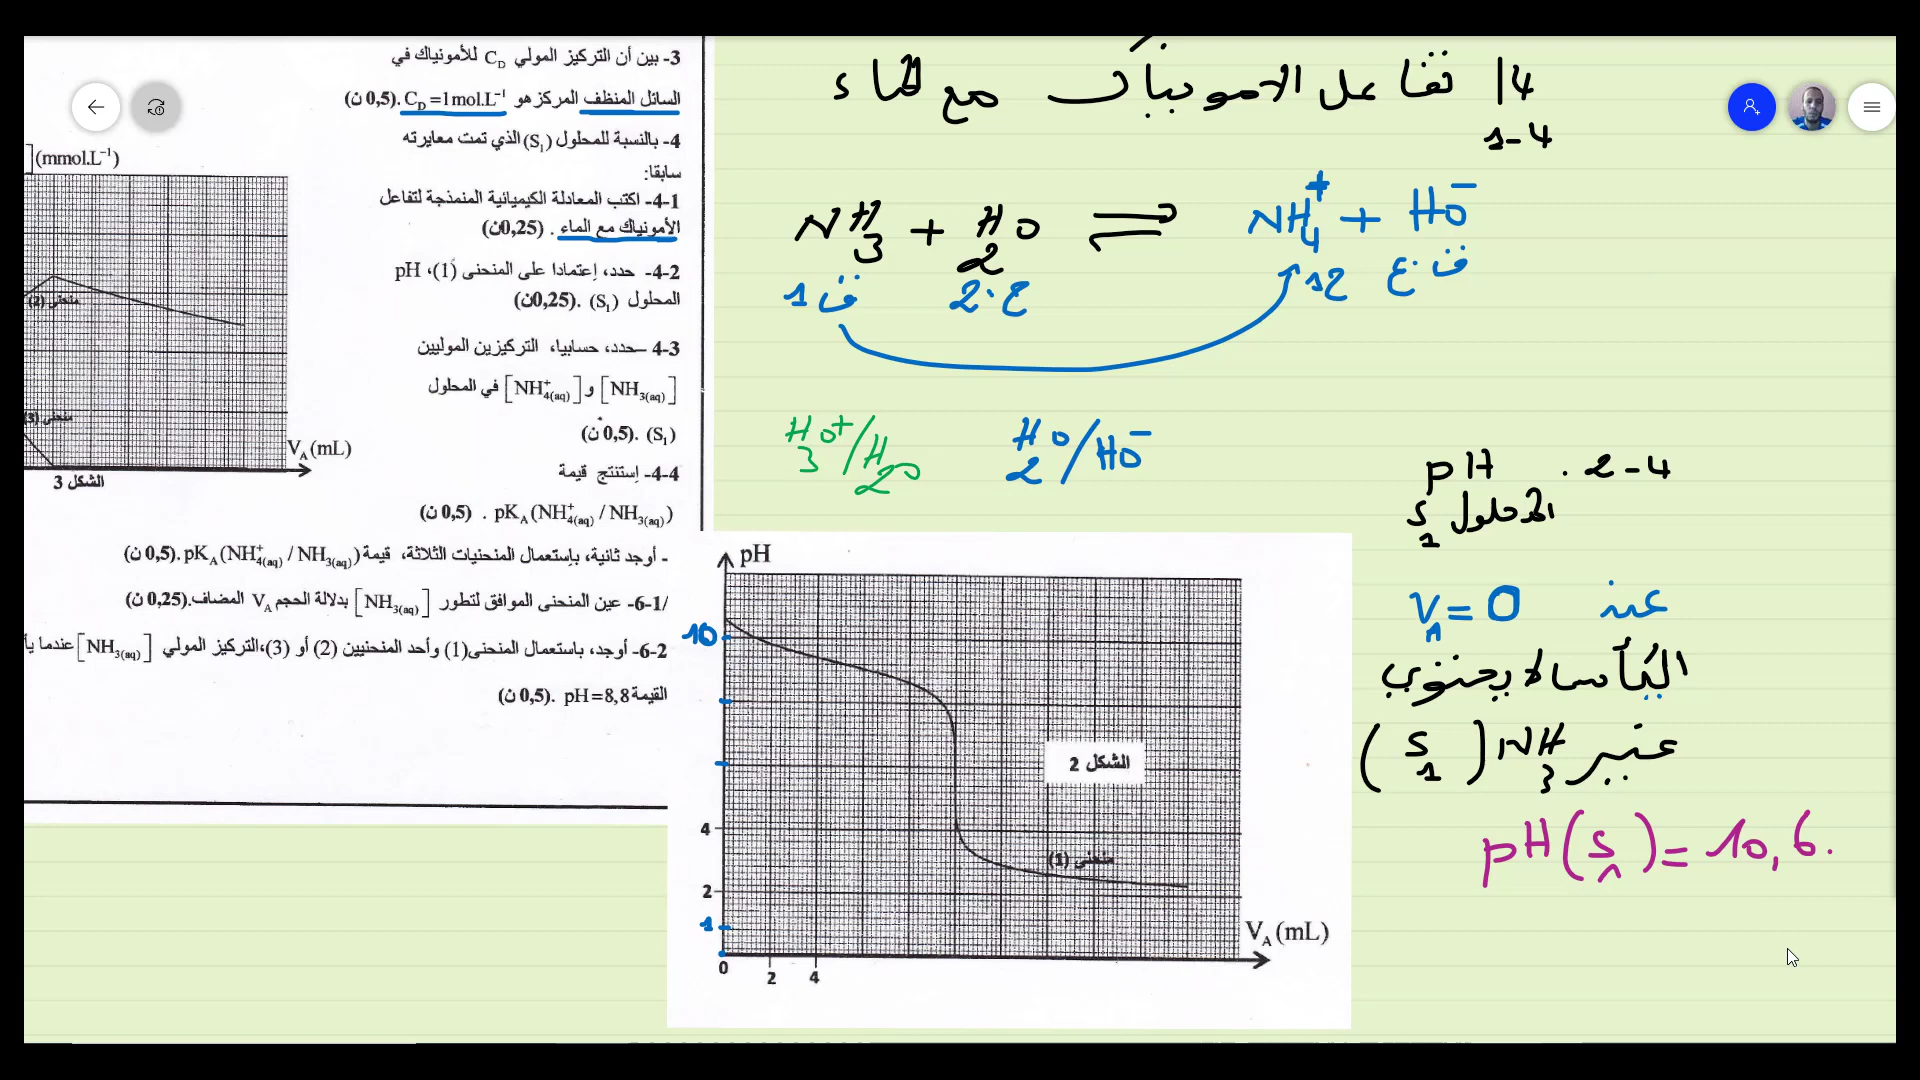 3- بين أن التركيز المولي C_D للأمونياك في
السائل المنظف المركز هو C_D =1mol.L⁻¹ .(0,5 ن)
4- بالنسبة للمحلول (S₁) الذي تمت معايرته
سابقا:
4-1- اكتب المعادلة الكيميائية المنمذجة لتفاعل
الأمونياك مع الماء . (0,25ن)
4-2- حدد، إعتمادا على المنحنى (1)، pH
المحلول (S₁) .(0,25ن)
4-3 –حدد، حسابيا، التركيزين الموليين
[NH₃(aq)] و [NH₄⁺(aq)] في المحلول
(S₁) .(0,5 ن)
4-4- إستنتج قيمة
pK_A(NH₄⁺(aq) / NH₃(aq)) . (0,5 ن)
- أوجد ثانية، بإستعمال المنحنيات الثلاثة، قيمة pK_A(NH₄⁺(aq) / NH₃(aq)) .(0,5 ن)
6-1/- عين المنحنى الموافق لتطور [NH₃(aq)] بدلالة الحجم V_A المضاف.(0,25 ن)
6-2- أوجد، باستعمال المنحنى(1) وأحد المنحنيين (2) أو (3)،التركيز المولي [NH₃(aq)] عندما يأ
القيمة pH=8,8 .(0,5 ن)
](mmol.L⁻¹)
منحنى (2)
منحنى (3)
V_A (mL)
الشكل 3
4| تفاعل الامونياك مع الماء
4-1
NH₃ + H₂O ⇌ NH₄⁺ + HO⁻
ق1 ح.2 ح1 ق.ع
H₃O⁺/H₂O H₂O/HO⁻
4-2. pH
المحلول S₁
عند V_A = 0
الكأس لا يحتوي
عبر NH₃ (S₁)
pH(S₁) = 10,6.
pH
10
4
2
1
0 2 4
الشكل 2
منحنى (1)
V_A (mL)